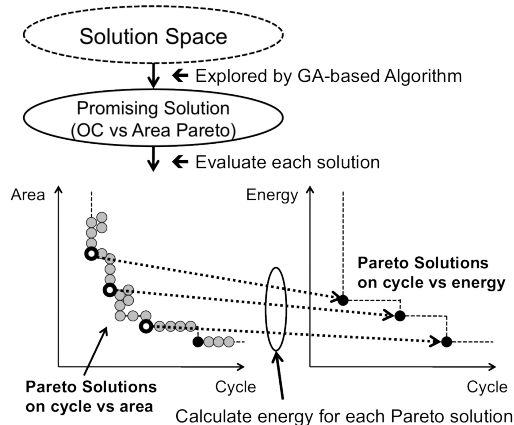 Solution Space
Explored by GA-based Algorithm
Promising Solution
(OC vs Area Pareto)
Evaluate each solution
Area
Energy
Pareto Solutions
on cycle vs energy
Pareto Solutions
on cycle vs area
Cycle
Cycle
Calculate energy for each Pareto solution